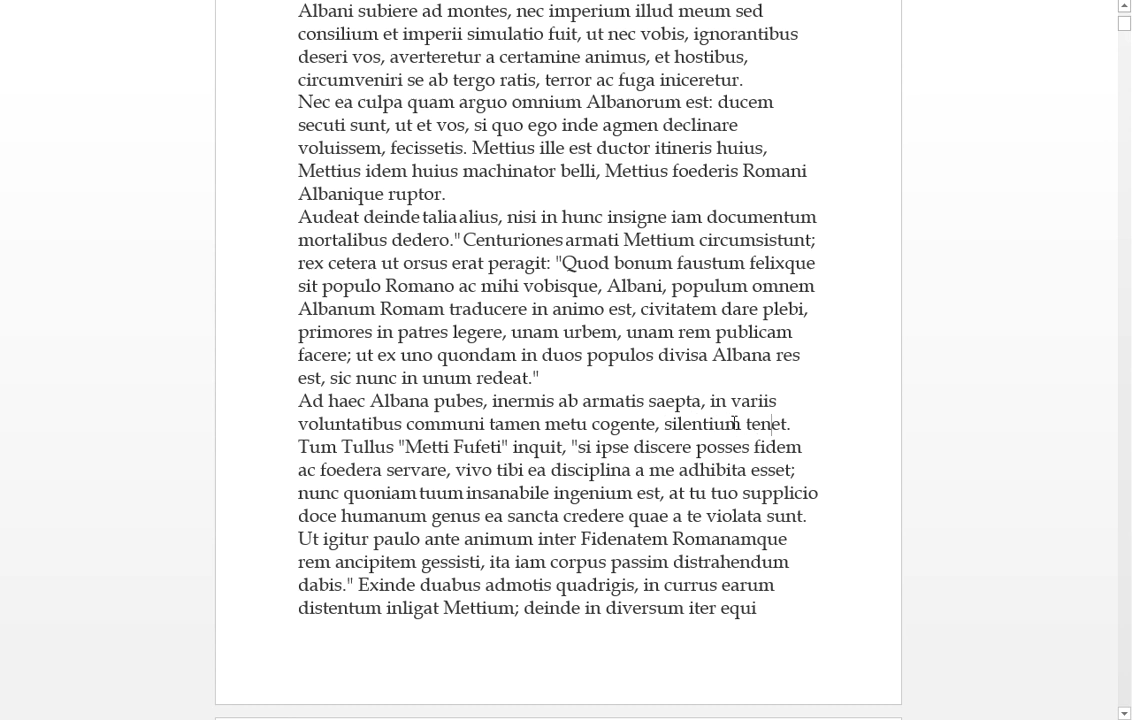 Albani subiere ad montes, nec imperium illud meum sed
consilium et imperii simulatio fuit, ut nec vobis, ignorantibus
deseri vos, averteretur a certamine animus, et hostibus,
circumveniri se ab tergo ratis, terror ac fuga iniceretur.
Nec ea culpa quam arguo omnium Albanorum est: ducem
secuti sunt, ut et vos, si quo ego inde agmen declinare
voluissem, fecissetis. Mettius ille est ductor itineris huius,
Mettius idem huius machinator belli, Mettius foederis Romani
Albanique ruptor.
Audeat deinde talia alius, nisi in hunc insigne iam documentum
mortalibus dedero." Centuriones armati Mettium circumsistunt;
rex cetera ut orsus erat peragit: "Quod bonum faustum felixque
sit populo Romano ac mihi vobisque, Albani, populum omnem
Albanum Romam traducere in animo est, civitatem dare plebi,
primores in patres legere, unam urbem, unam rem publicam
facere; ut ex uno quondam in duos populos divisa Albana res
est, sic nunc in unum redeat."
Ad haec Albana pubes, inermis ab armatis saepta, in variis
voluntatibus communi tamen metu cogente, silentium tenet.
Tum Tullus "Metti Fufeti" inquit, "si ipse discere posses fidem
ac foedera servare, vivo tibi ea disciplina a me adhibita esset;
nunc quoniam tuum insanabile ingenium est, at tu tuo supplicio
doce humanum genus ea sancta credere quae a te violata sunt.
Ut igitur paulo ante animum inter Fidenatem Romanamque
rem ancipitem gessisti, ita iam corpus passim distrahendum
dabis." Exinde duabus admotis quadrigis, in currus earum
distentum inligat Mettium; deinde in diversum iter equi